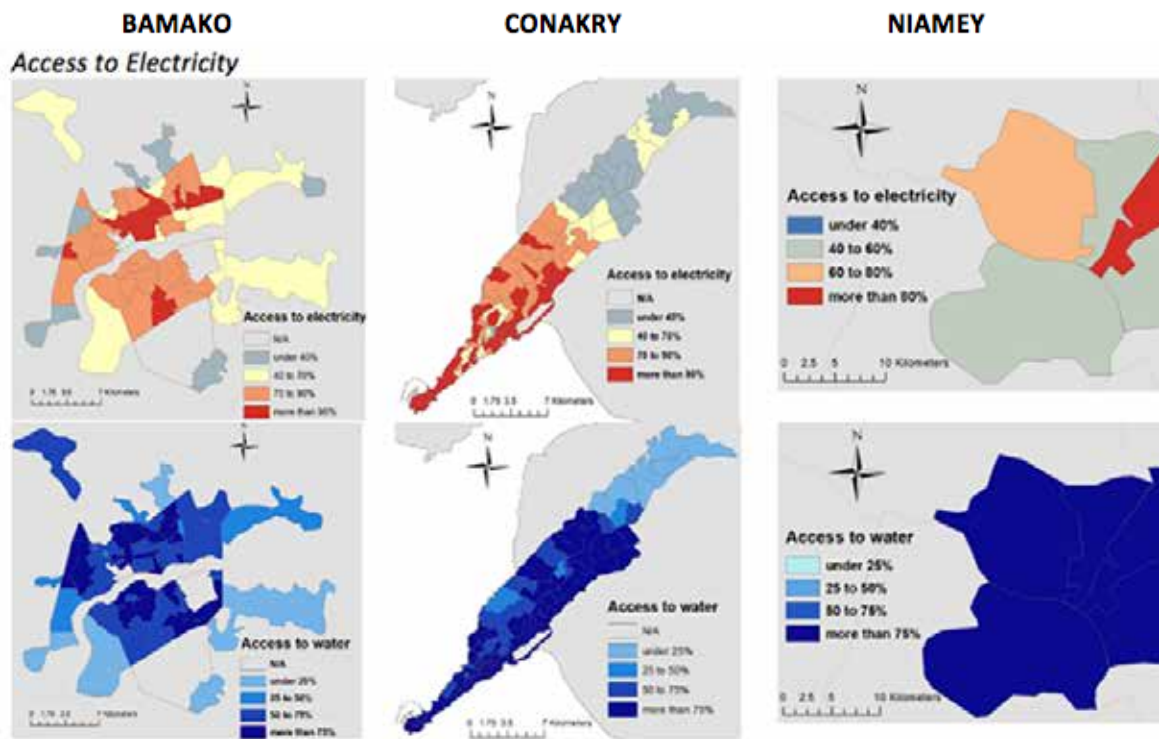 BAMAKO
CONAKRY
NIAMEY
Access to Electricity
N
Access to electricity
N/A
under 40%
40 to 70%
70 to 90%
more than 90%
0 1.75 3.5 7 Kilometers
N
Access to electricity
N/A
under 40%
40 to 70%
70 to 90%
more than 90%
0 1.75 3.5 7 Kilometers
N
Access to electricity
under 40%
40 to 60%
60 to 80%
more than 80%
0 2.5 5 10 Kilometers
N
Access to water
N/A
under 25%
25 to 50%
50 to 75%
more than 75%
7 Kilometers
N
Access to water
N/A
under 25%
25 to 50%
50 to 75%
more than 75%
0 1.75 3.5 7 Kilometers
N
Access to water
under 25%
25 to 50%
50 to 75%
more than 75%
0 2.5 5 10 Kilometers